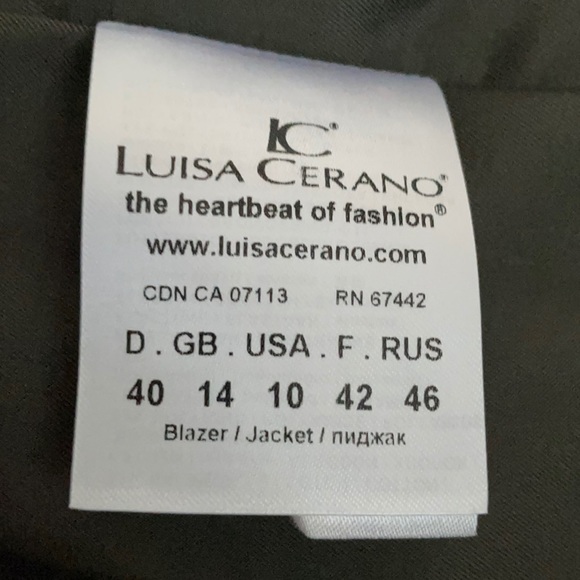 LC®
LUISA CERANO®
the heartbeat of fashion®
www.luisacerano.com
CDN CA 07113 RN 67442
D . GB . USA . F . RUS
40 14 10 42 46
Blazer / Jacket / пиджак